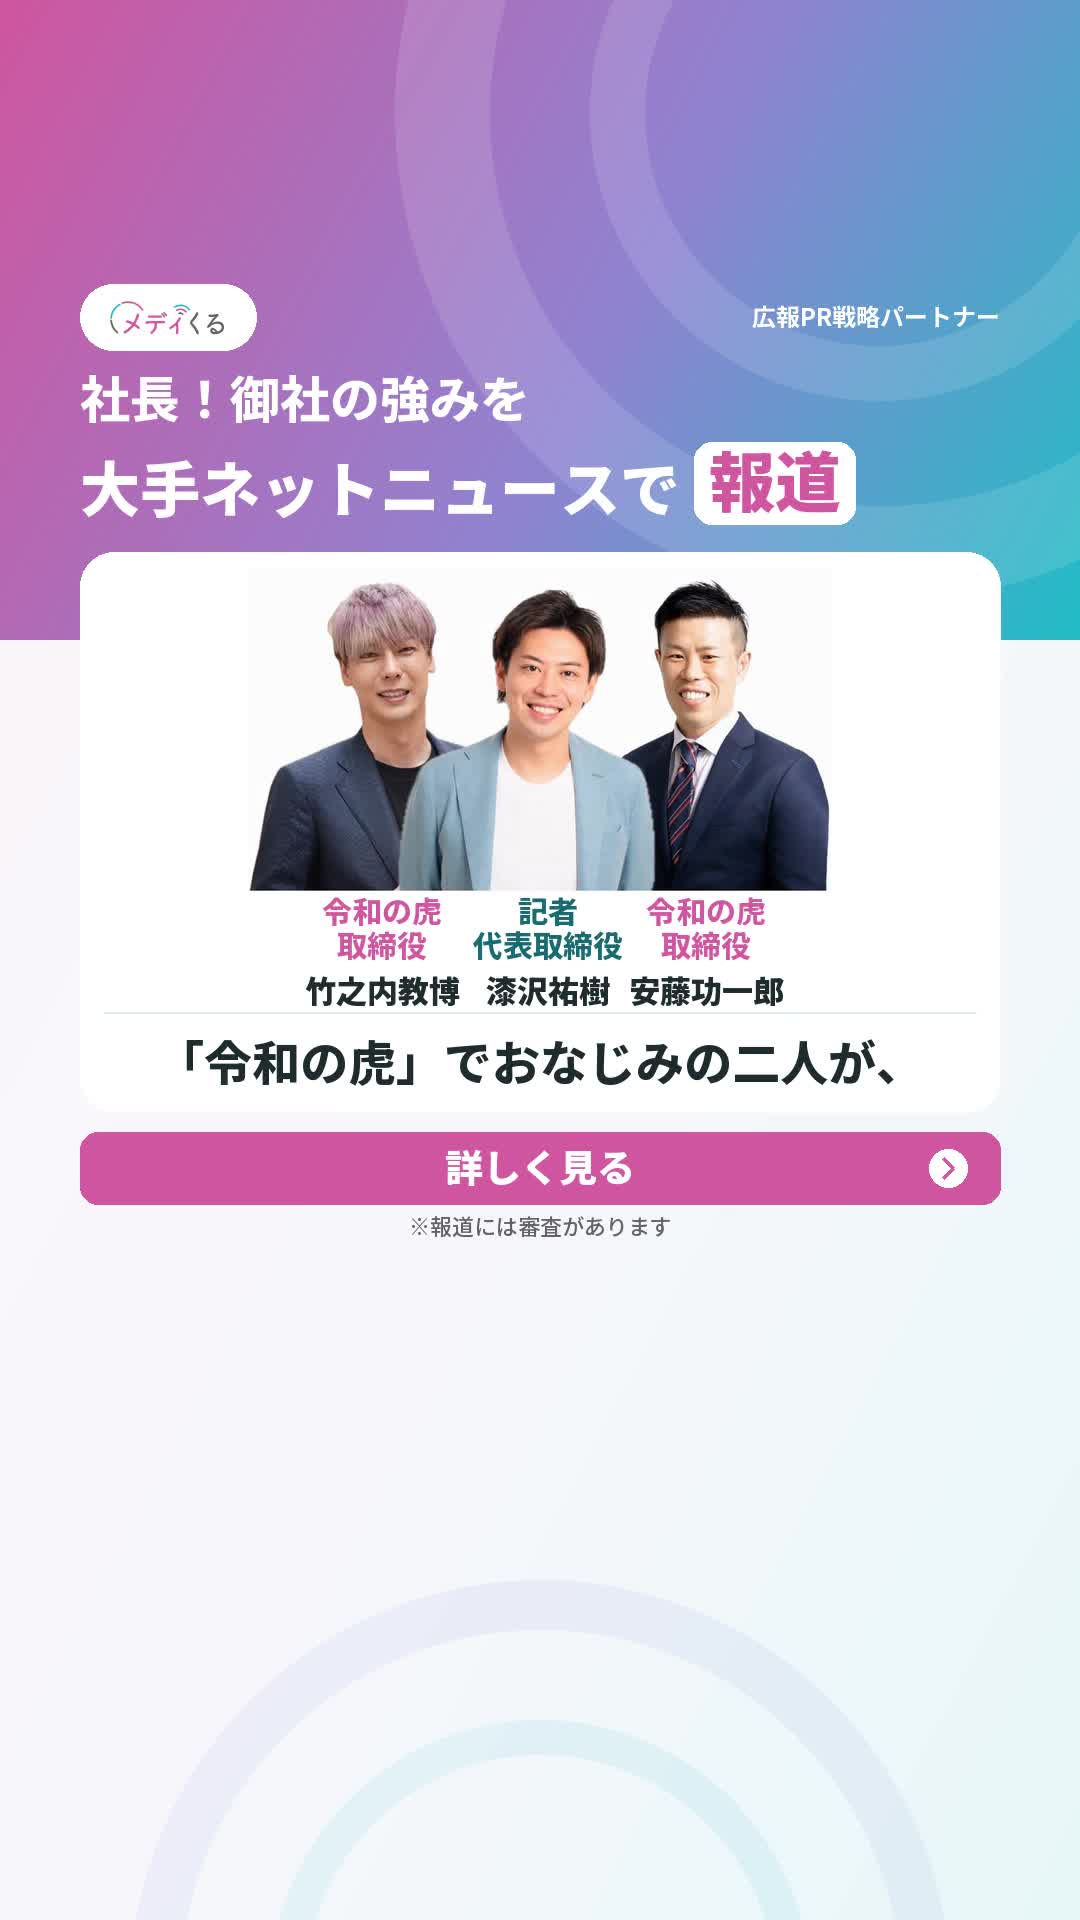 メディくる
広報PR戦略パートナー
社長！御社の強みを
大手ネットニュースで 報道
令和の虎 記者 令和の虎
取締役 代表取締役 取締役
竹之内教博 漆沢祐樹 安藤功一郎
「令和の虎」でおなじみの二人が、
詳しく見る
※報道には審査があります